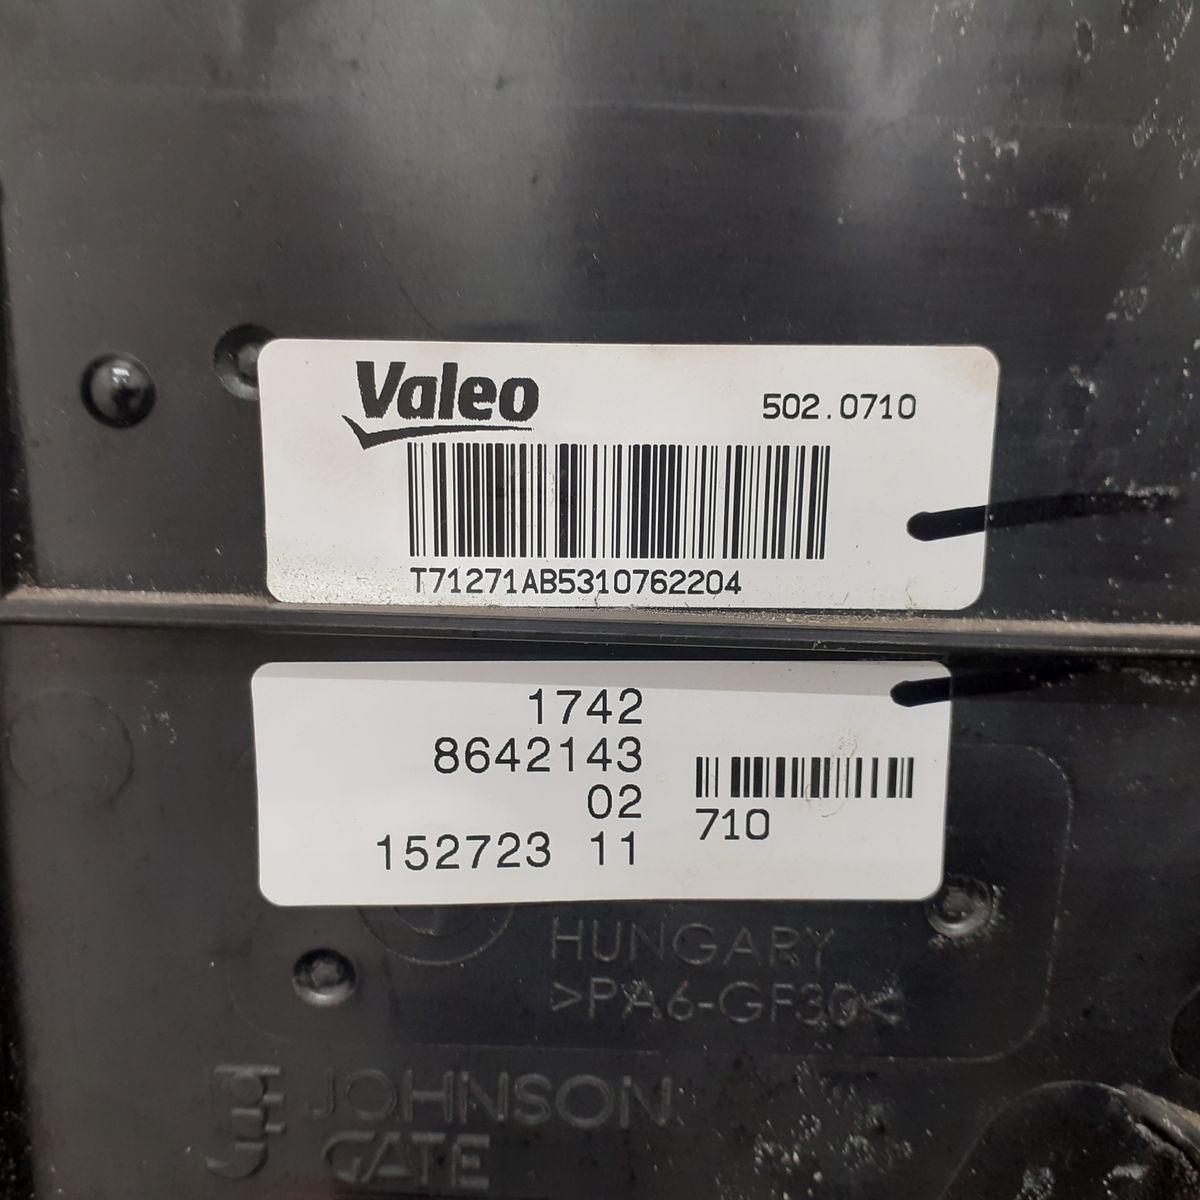 Valeo
502.0710
T71271AB5310762204
1742
8642143
02
710
152723 11
HUNGARY
>PA6-GF30<
JOHNSON
GATE